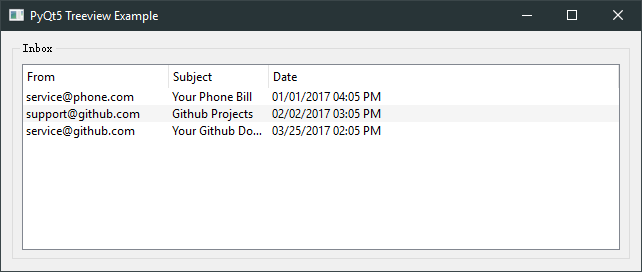 PyQt5 Treeview Example
Inbox
From Subject Date
service@phone.com Your Phone Bill 01/01/2017 04:05 PM
support@github.com Github Projects 02/02/2017 03:05 PM
service@github.com Your Github Do... 03/25/2017 02:05 PM